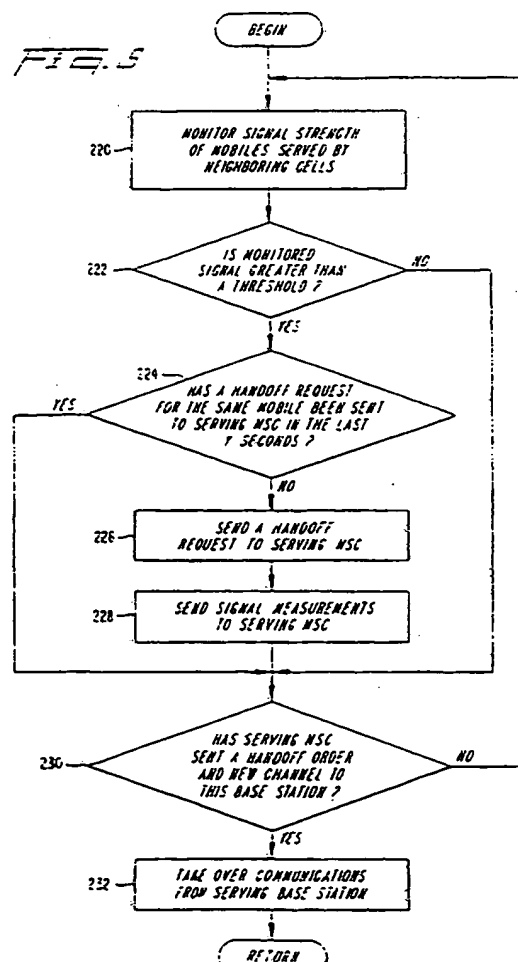 Fig. 5
BEGIN
220
MONITOR SIGNAL STRENGTH
OF MOBILES SERVED BY
NEIGHBORING CELLS
222
IS MONITORED
SIGNAL GREATER THAN
A THRESHOLD ?
NO
YES
224
HAS A HANDOFF REQUEST
FOR THE SAME MOBILE BEEN SENT
TO SERVING MSC IN THE LAST
Y SECONDS ?
YES
NO
226
SEND A HANDOFF
REQUEST TO SERVING MSC
228
SEND SIGNAL MEASUREMENTS
TO SERVING MSC
230
HAS SERVING MSC
SENT A HANDOFF ORDER
AND NEW CHANNEL TO
THIS BASE STATION ?
NO
YES
232
TAKE OVER COMMUNICATIONS
FROM SERVING BASE STATION
RETURN